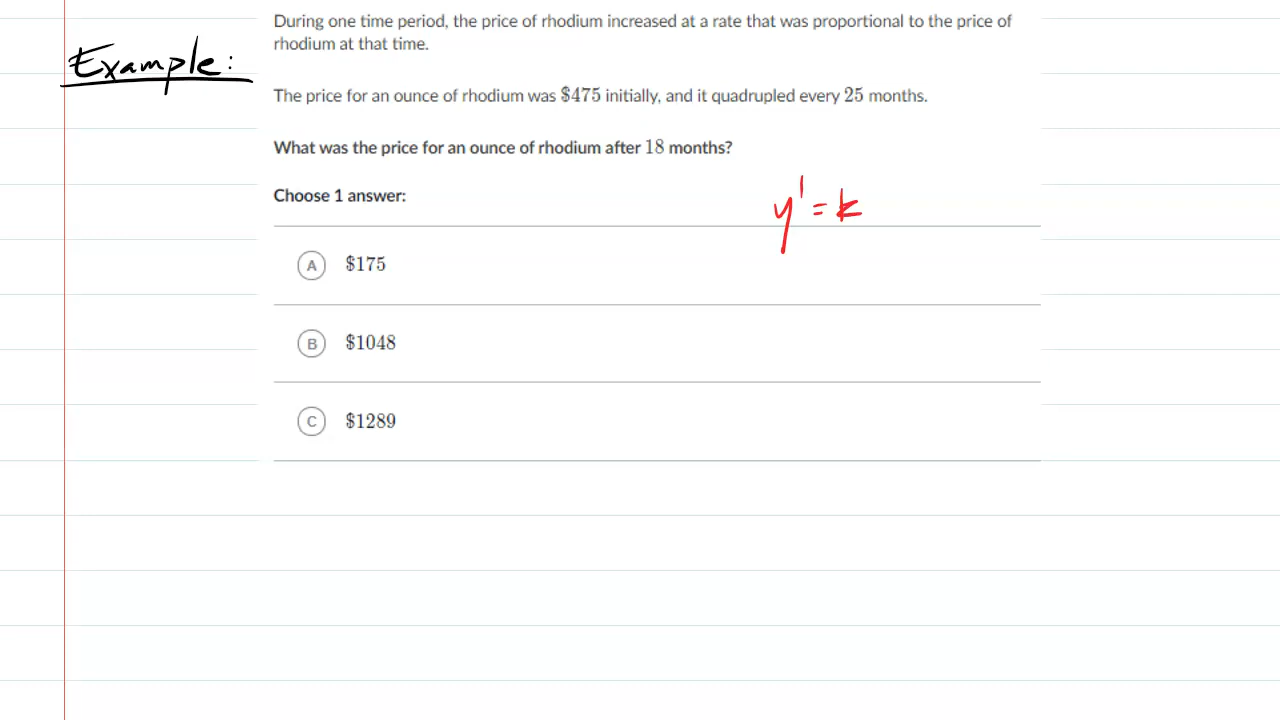 During one time period, the price of rhodium increased at a rate that was proportional to the price of
rhodium at that time.
Example:
The price for an ounce of rhodium was $475 initially, and it quadrupled every 25 months.
What was the price for an ounce of rhodium after 18 months?
Choose 1 answer:
y' = k
A $175
B $1048
C $1289